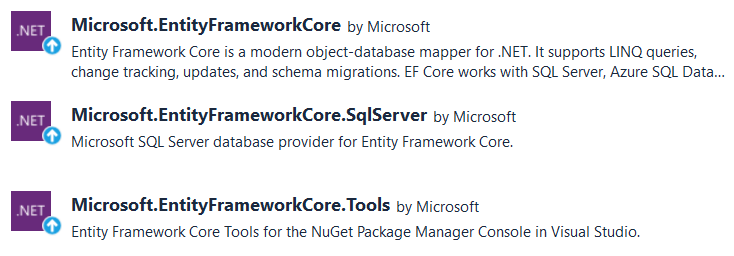 .NET
Microsoft.EntityFrameworkCore by Microsoft
Entity Framework Core is a modern object-database mapper for .NET. It supports LINQ queries,
change tracking, updates, and schema migrations. EF Core works with SQL Server, Azure SQL Data...
.NET
Microsoft.EntityFrameworkCore.SqlServer by Microsoft
Microsoft SQL Server database provider for Entity Framework Core.
.NET
Microsoft.EntityFrameworkCore.Tools by Microsoft
Entity Framework Core Tools for the NuGet Package Manager Console in Visual Studio.